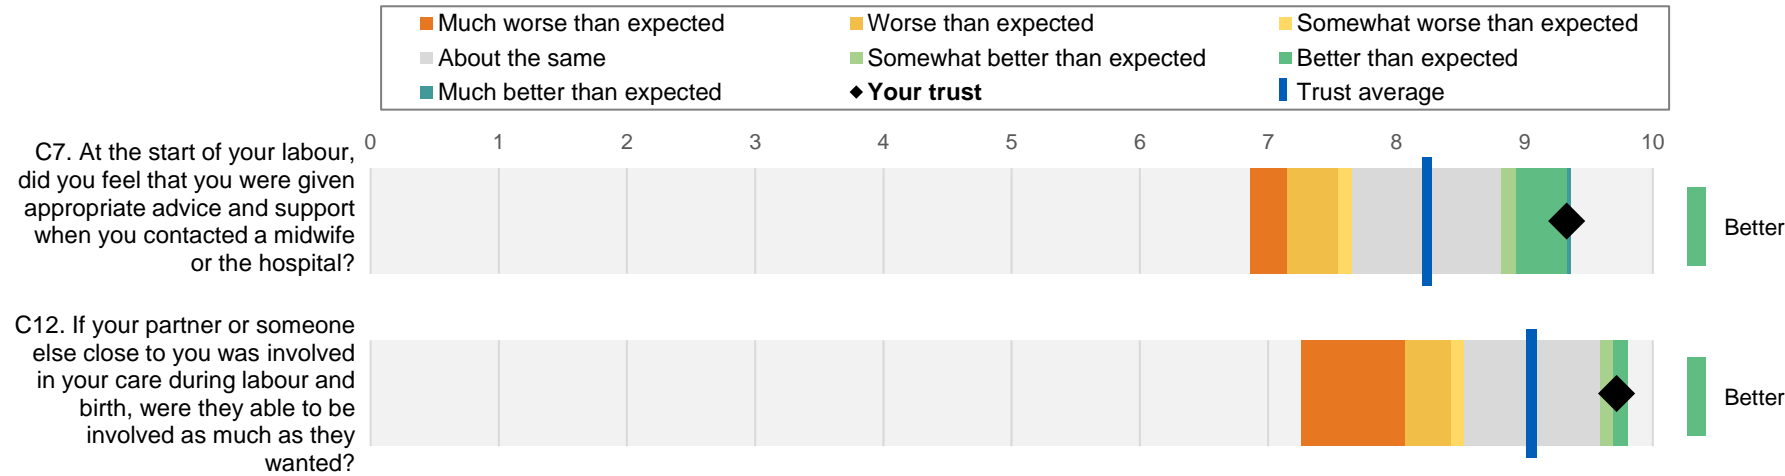 Much worse than expected
Worse than expected
Somewhat worse than expected
About the same
Somewhat better than expected
Better than expected
Much better than expected
Your trust
Trust average
0 1 2 3 4 5 6 7 8 9 10
C7. At the start of your labour,
did you feel that you were given
appropriate advice and support
when you contacted a midwife
or the hospital?
Better
C12. If your partner or someone
else close to you was involved
in your care during labour and
birth, were they able to be
involved as much as they
wanted?
Better